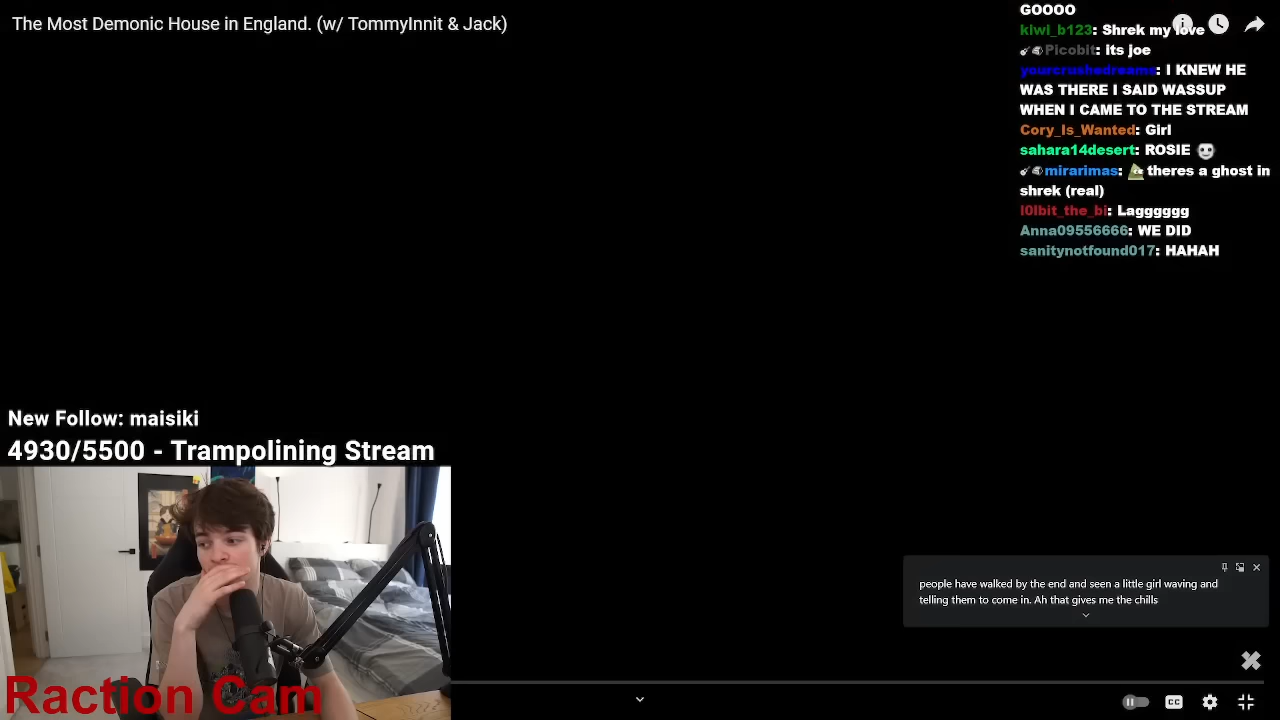 The Most Demonic House in England. (w/ TommyInnit & Jack)
GOOOO
kiwi_b123: Shrek my love
Picobit: its joe
yourcrushedreams: I KNEW HE
WAS THERE I SAID WASSUP
WHEN I CAME TO THE STREAM
Cory_Is_Wanted: Girl
sahara14desert: ROSIE
mirarimas: theres a ghost in
shrek (real)
l0lbit_the_bi: Lagggggg
Anna09556666: WE DID
sanitynotfound017: HAHAH
New Follow: maisiki
4930/5500 - Trampolining Stream
people have walked by the end and seen a little girl waving and
telling them to come in. Ah that gives me the chills
Raction Cam
CC